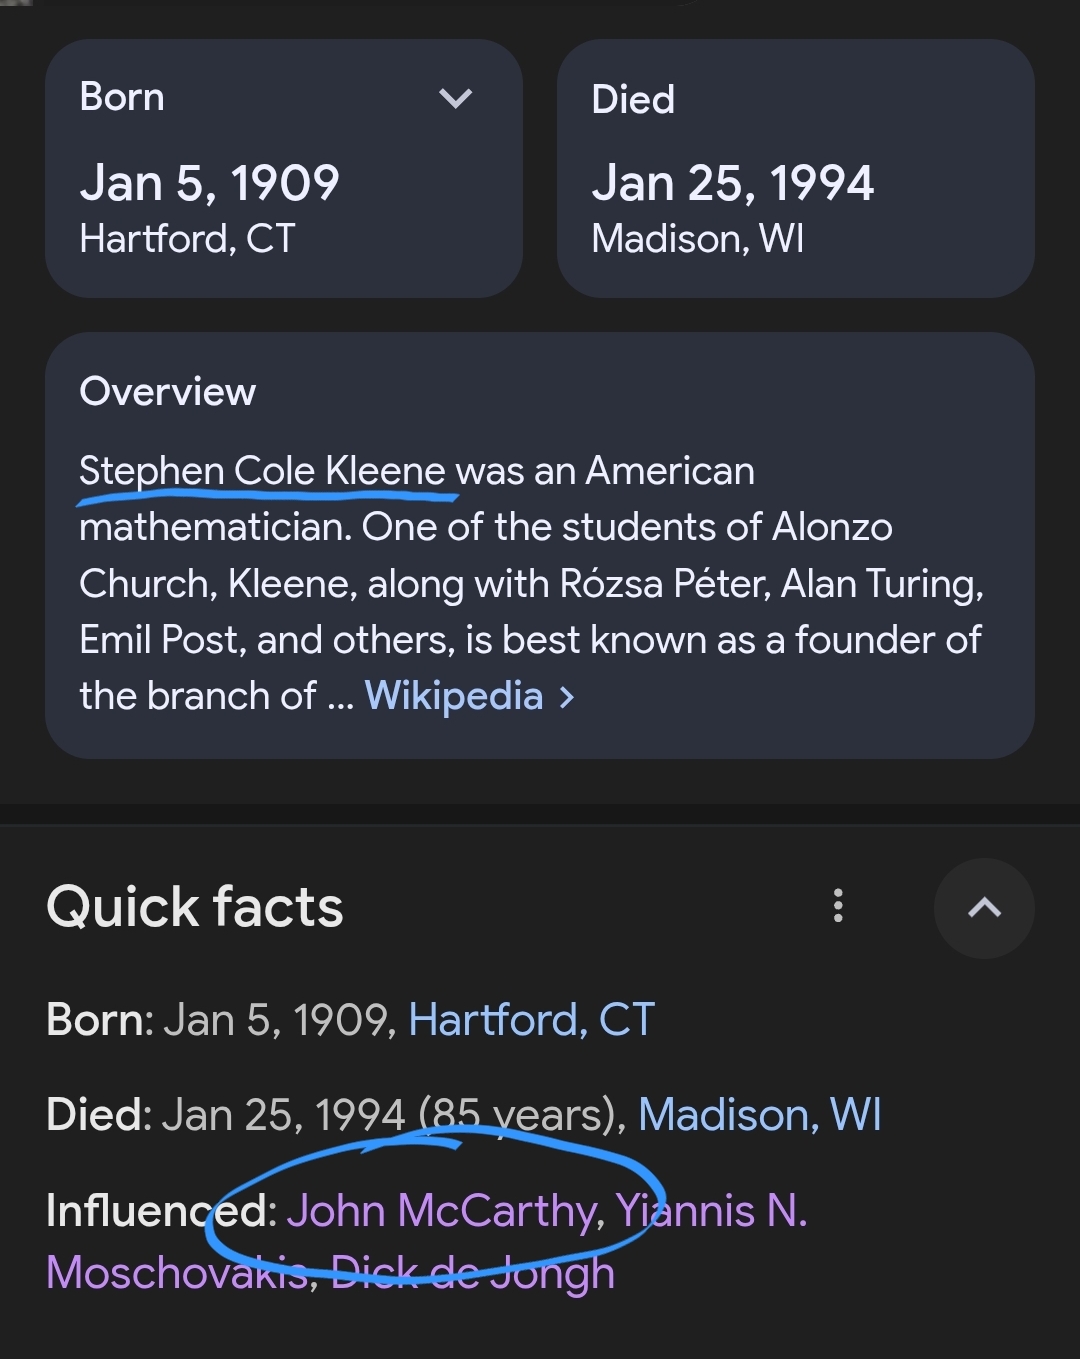 Born
Died
Jan 5, 1909
Hartford, CT
Jan 25, 1994
Madison, WI
Overview
Stephen Cole Kleene was an American
mathematician. One of the students of Alonzo
Church, Kleene, along with Rózsa Péter, Alan Turing,
Emil Post, and others, is best known as a founder of
the branch of ... Wikipedia >
Quick facts
Born: Jan 5, 1909, Hartford, CT
Died: Jan 25, 1994 (85 years), Madison, WI
Influenced: John McCarthy, Yiannis N.
Moschovakis, Dick de Jongh